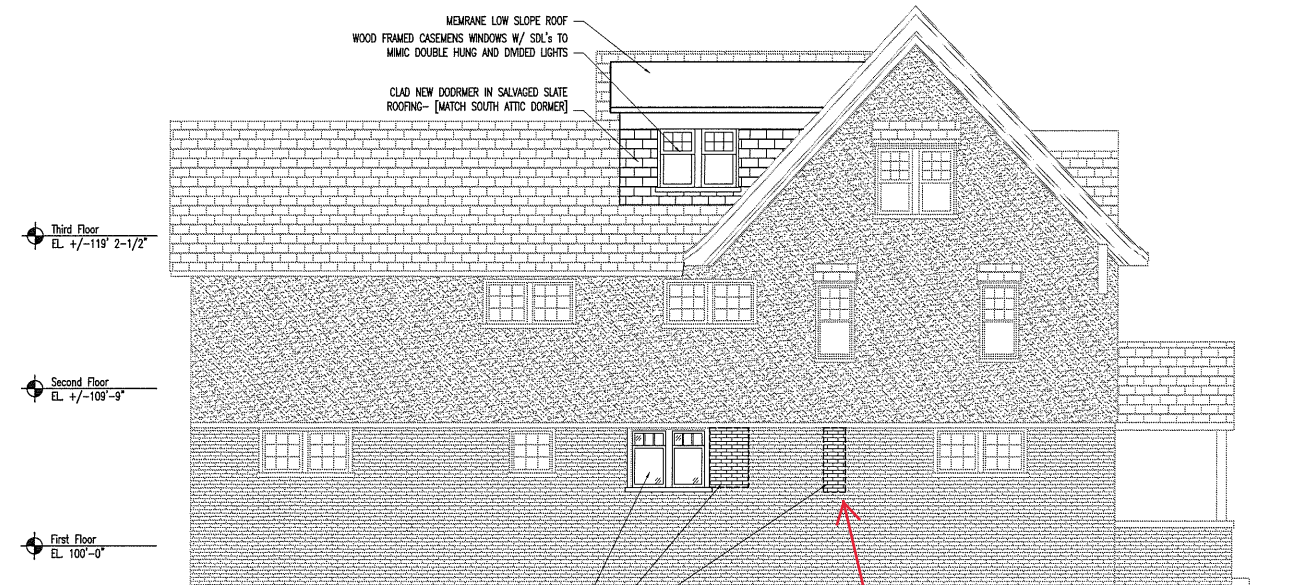 MEMRANE LOW SLOPE ROOF
WOOD FRAMED CASEMENS WINDOWS W/ SDL's TO
MIMIC DOUBLE HUNG AND DIVIDED LIGHTS
CLAD NEW DODRMER IN SALVAGED SLATE
ROOFING- [MATCH SOUTH ATTIC DORMER]
Third Floor
EL. +/-119' 2-1/2"
Second Floor
EL. +/-109'-9"
First Floor
EL. 100'-0"